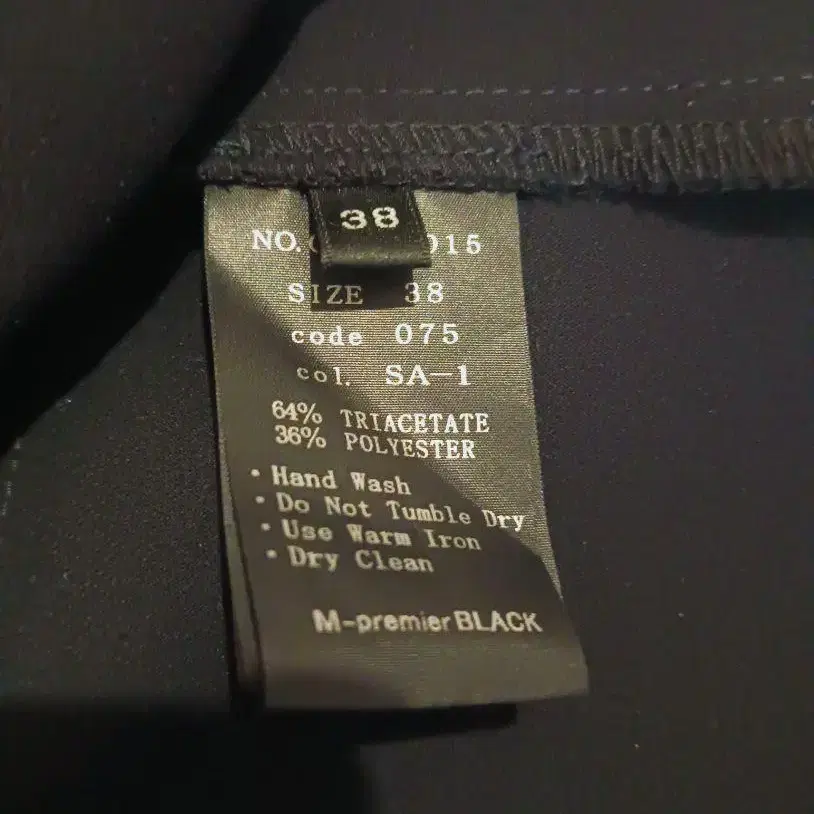 38
NO. 015
SIZE 38
code 075
col. SA-1
64% TRIACETATE
36% POLYESTER
• Hand Wash
• Do Not Tumble Dry
• Use Warm Iron
• Dry Clean
M-premier BLACK